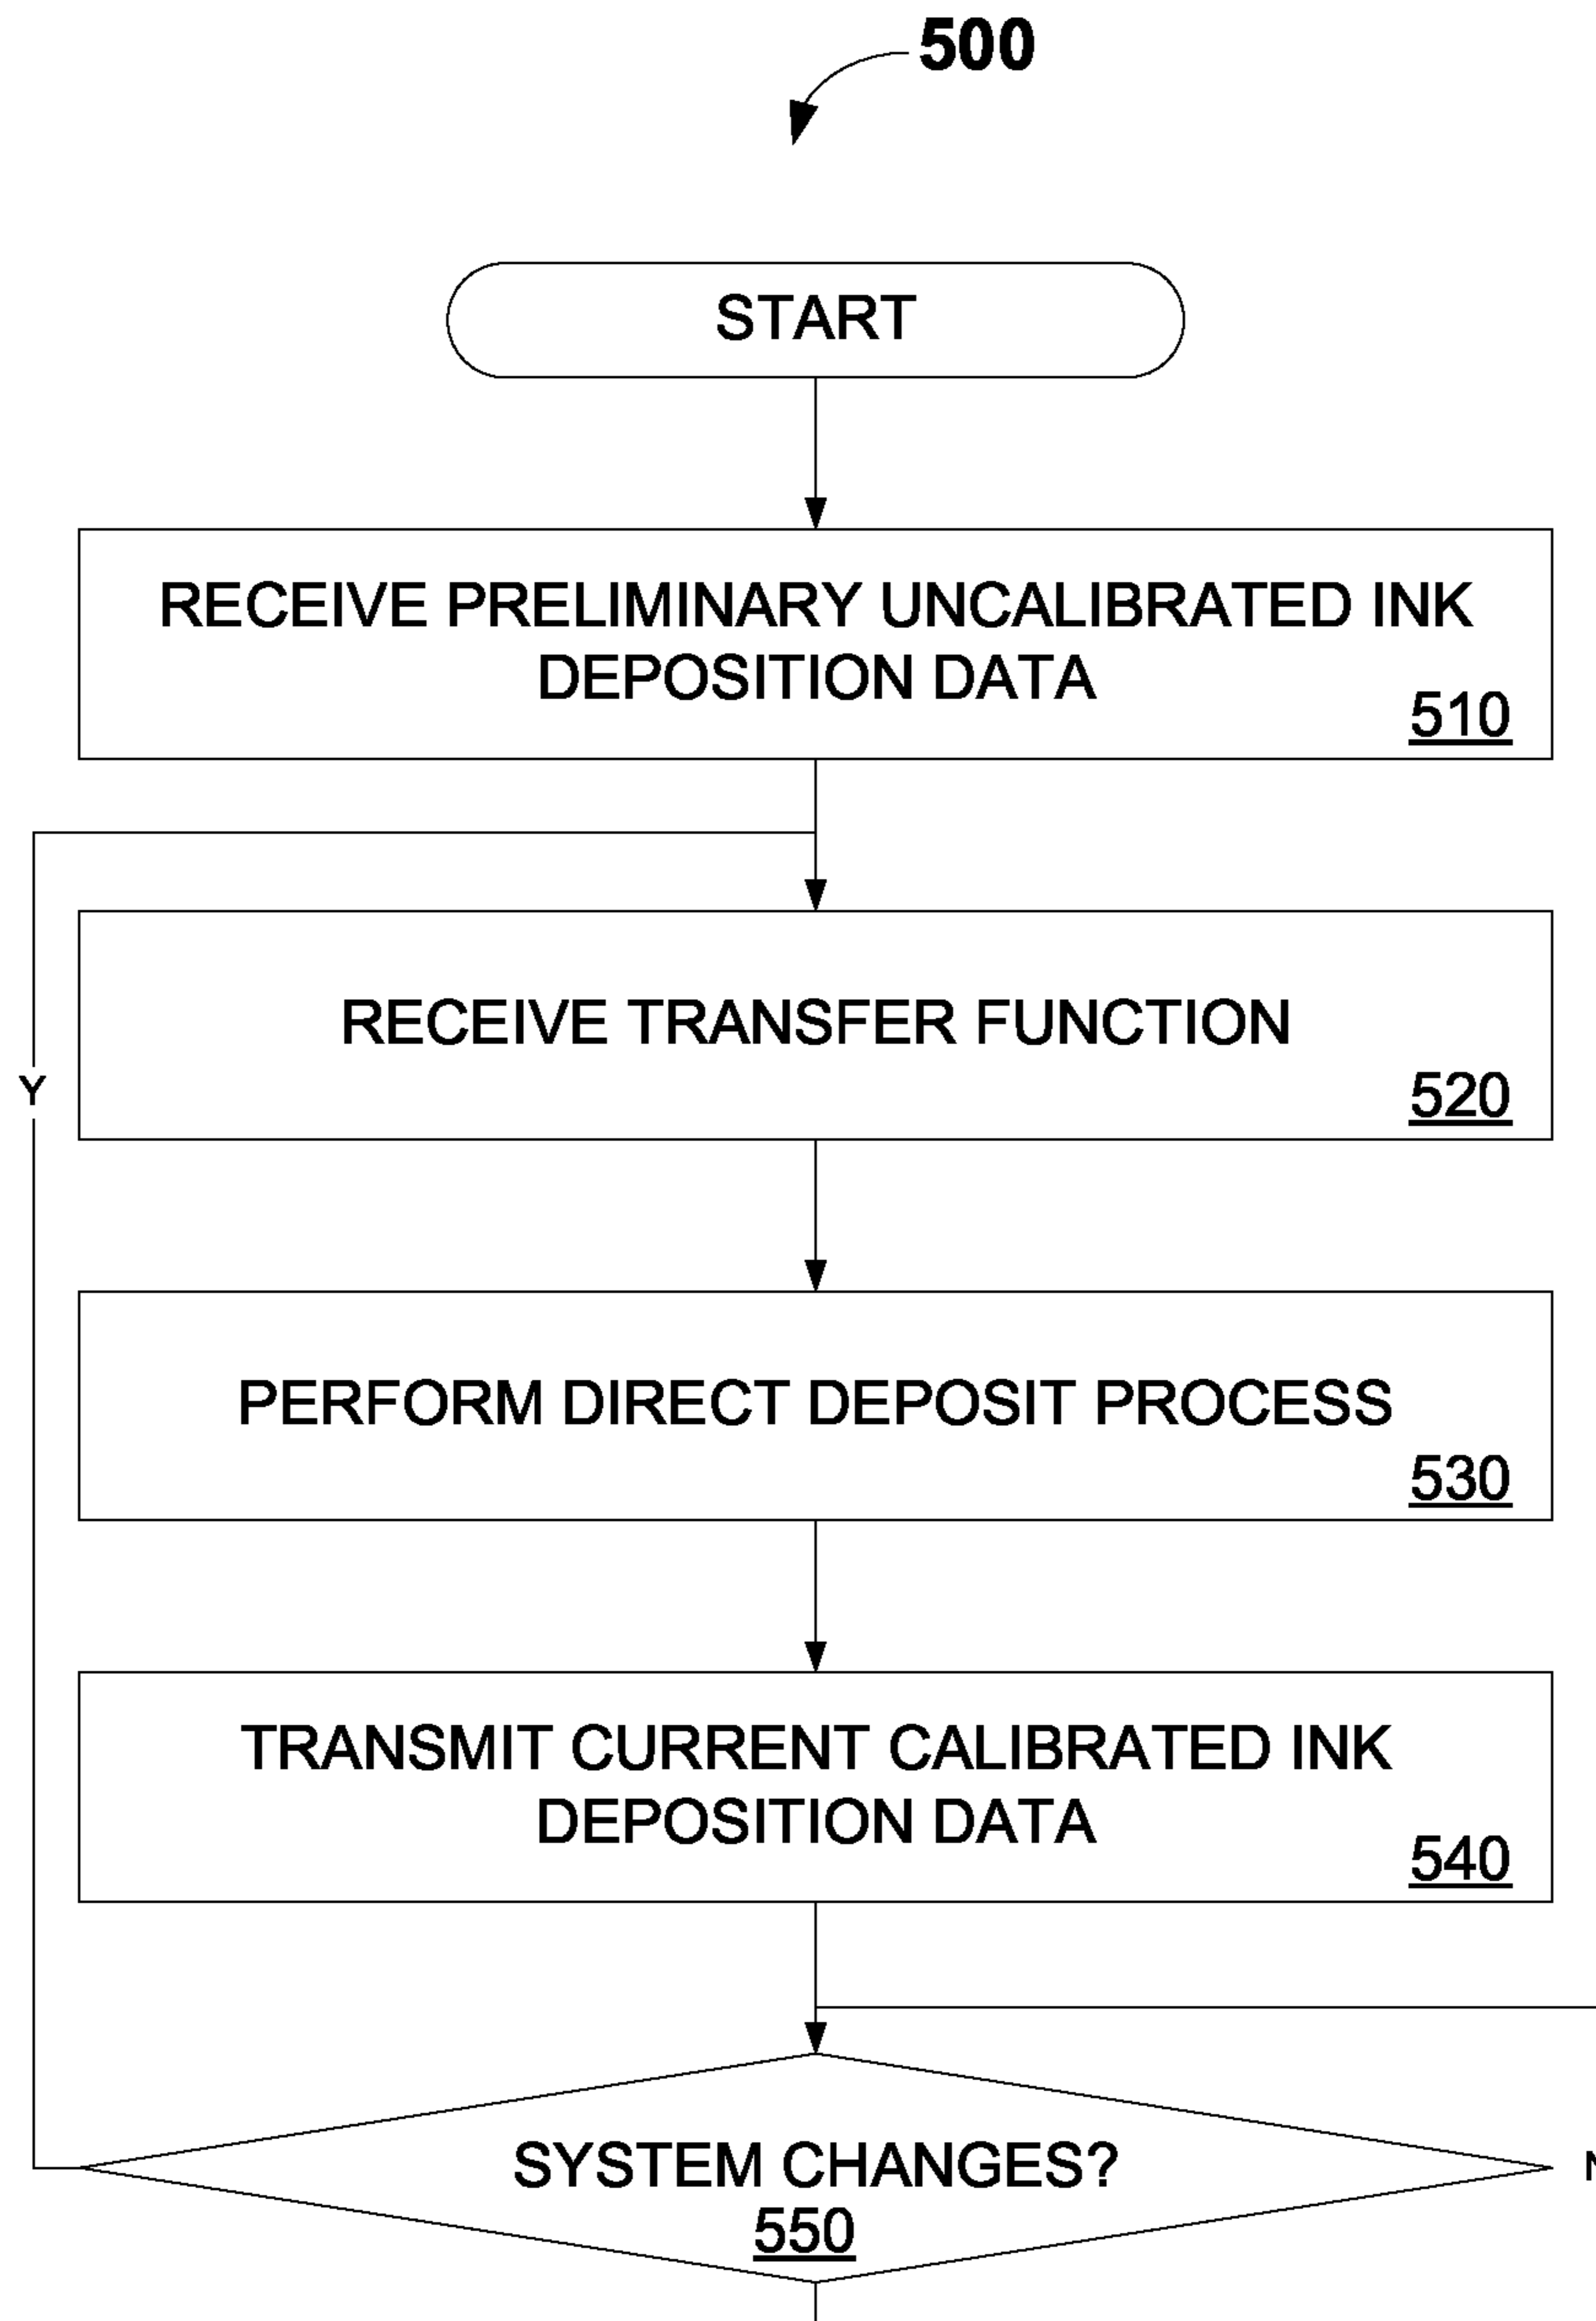 500
START
RECEIVE PRELIMINARY UNCALIBRATED INK
DEPOSITION DATA
510
RECEIVE TRANSFER FUNCTION
520
Y
PERFORM DIRECT DEPOSIT PROCESS
530
TRANSMIT CURRENT CALIBRATED INK
DEPOSITION DATA
540
SYSTEM CHANGES?
550